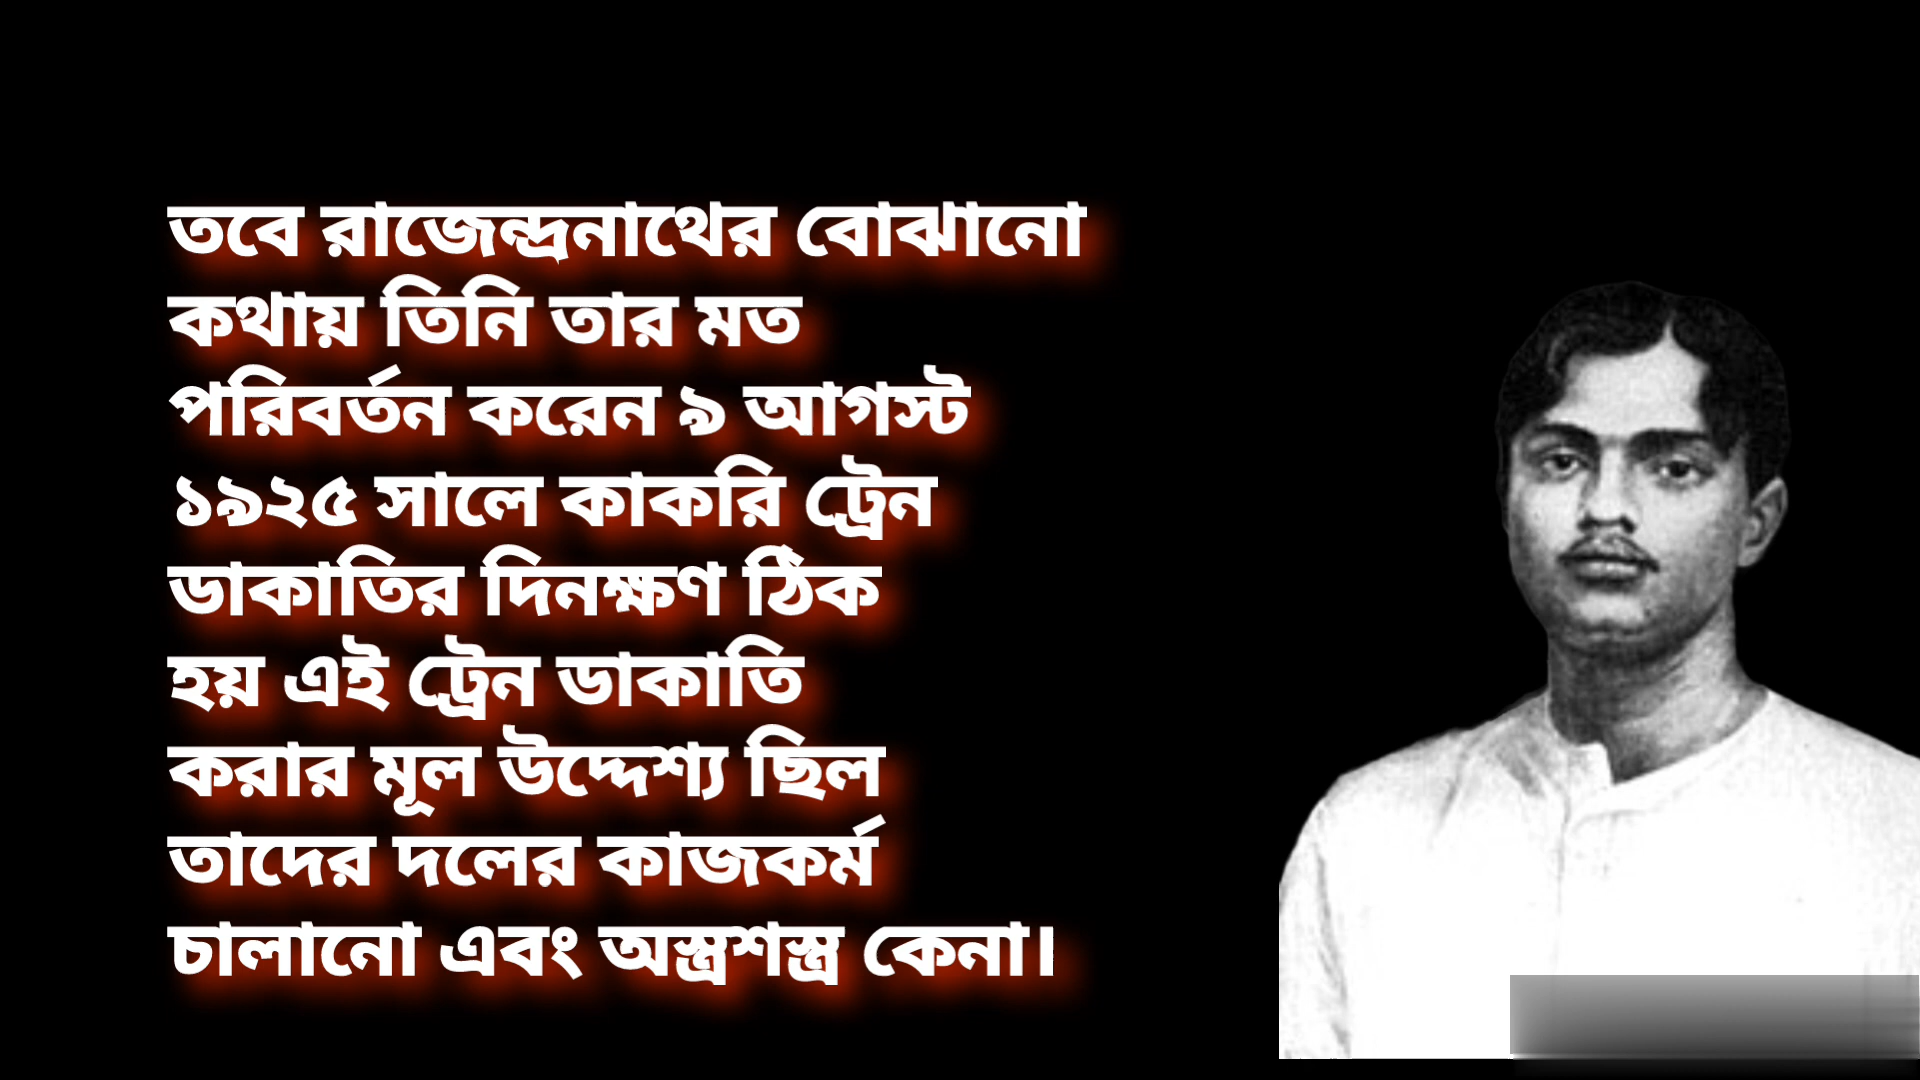 তবে রাজেন্দ্রনাথের বোঝানো
কথায় তিনি তার মত
পরিবর্তন করেন ৯ আগস্ট
১৯২৫ সালে কাকরি ট্রেন
ডাকাতির দিনক্ষণ ঠিক
হয় এই ট্রেন ডাকাতি
করার মূল উদ্দেশ্য ছিল
তাদের দলের কাজকর্ম
চালানো এবং অস্ত্রশস্ত্র কেনা।